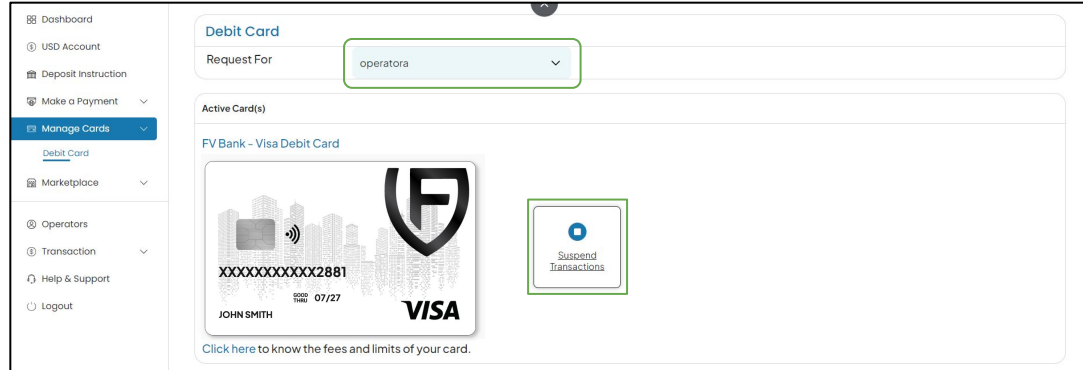 Dashboard
USD Account
Deposit Instruction
Make a Payment
Manage Cards
Debit Card
Marketplace
Operators
Transaction
Help & Support
Logout
Debit Card
Request For
operatora
Active Card(s)
FV Bank - Visa Debit Card
XXXXXXXXXXXX2881
GOOD
THRU 07/27
JOHN SMITH
VISA
Suspend
Transactions
Click here to know the fees and limits of your card.